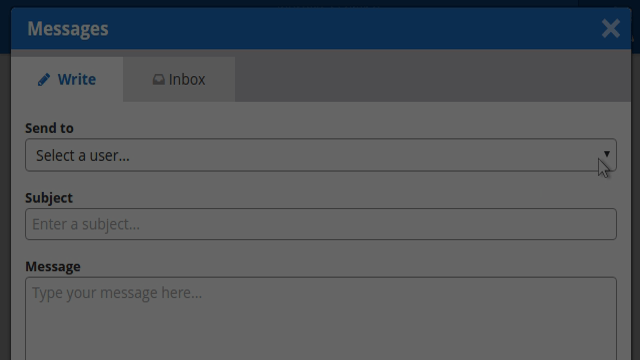 Messages
Write
Inbox
Send to
Select a user...
Subject
Enter a subject...
Message
Type your message here...